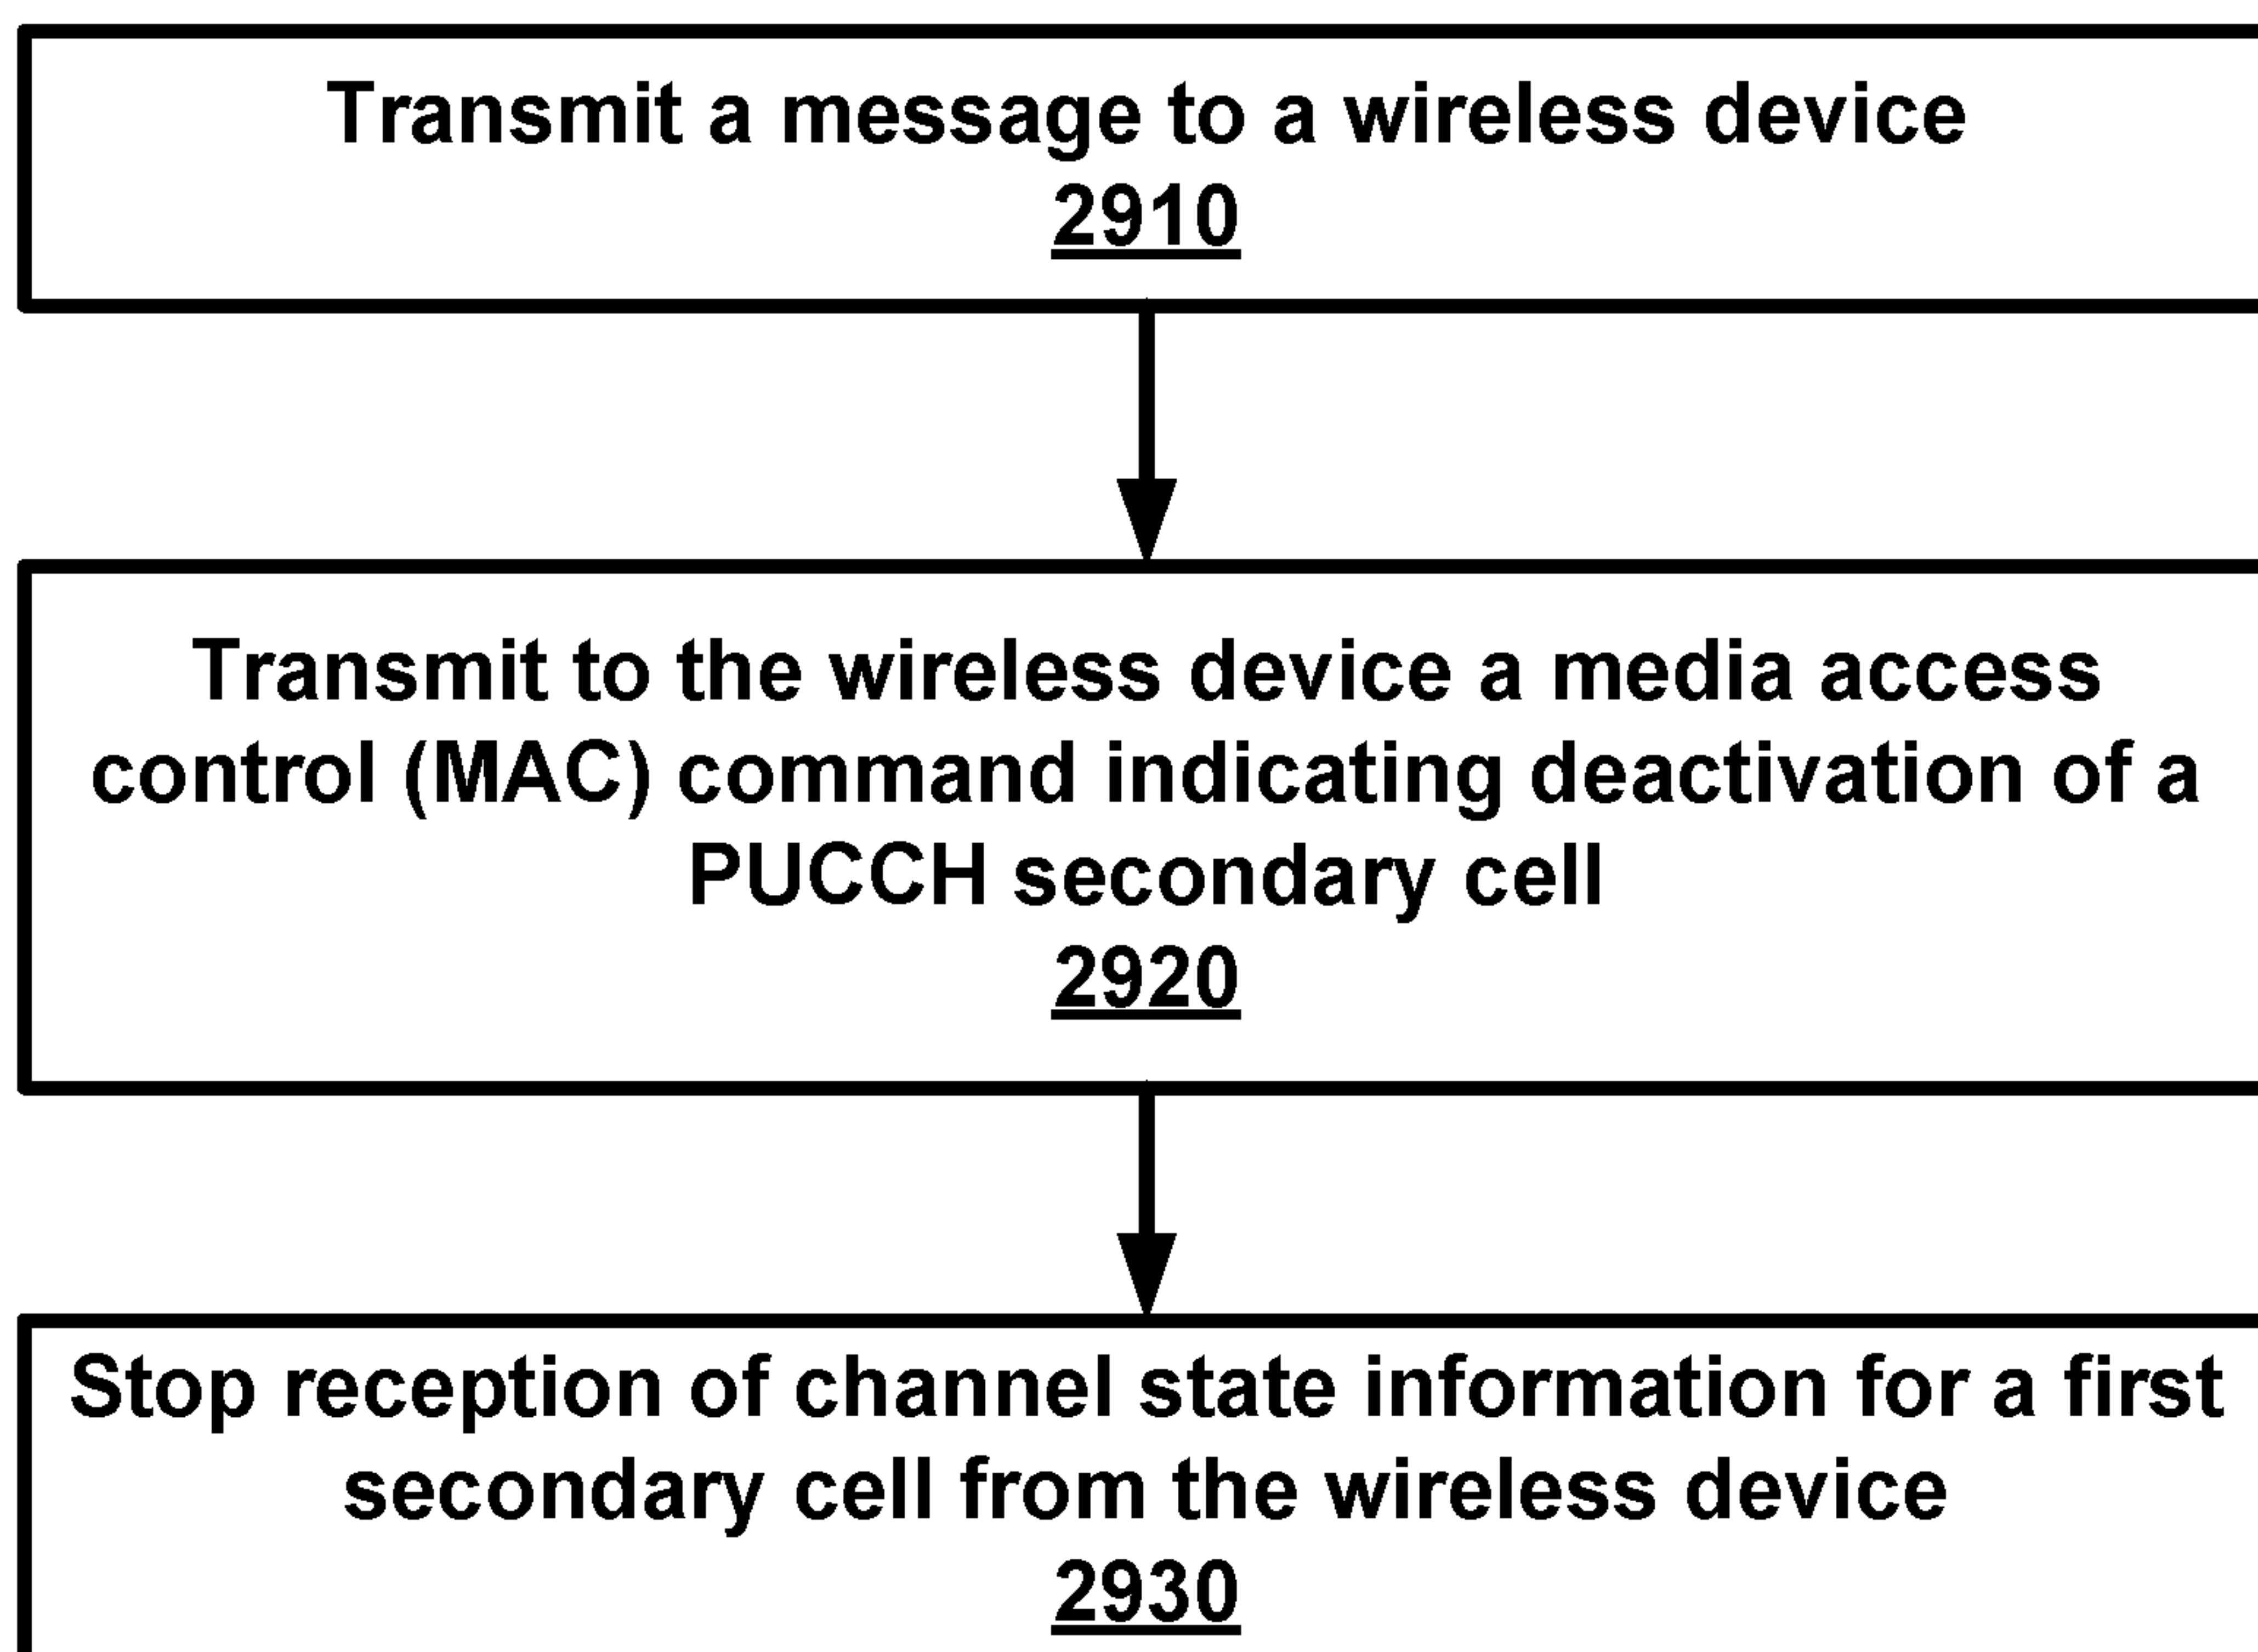 Transmit a message to a wireless device
2910
Transmit to the wireless device a media access
control (MAC) command indicating deactivation of a
PUCCH secondary cell
2920
Stop reception of channel state information for a first
secondary cell from the wireless device
2930